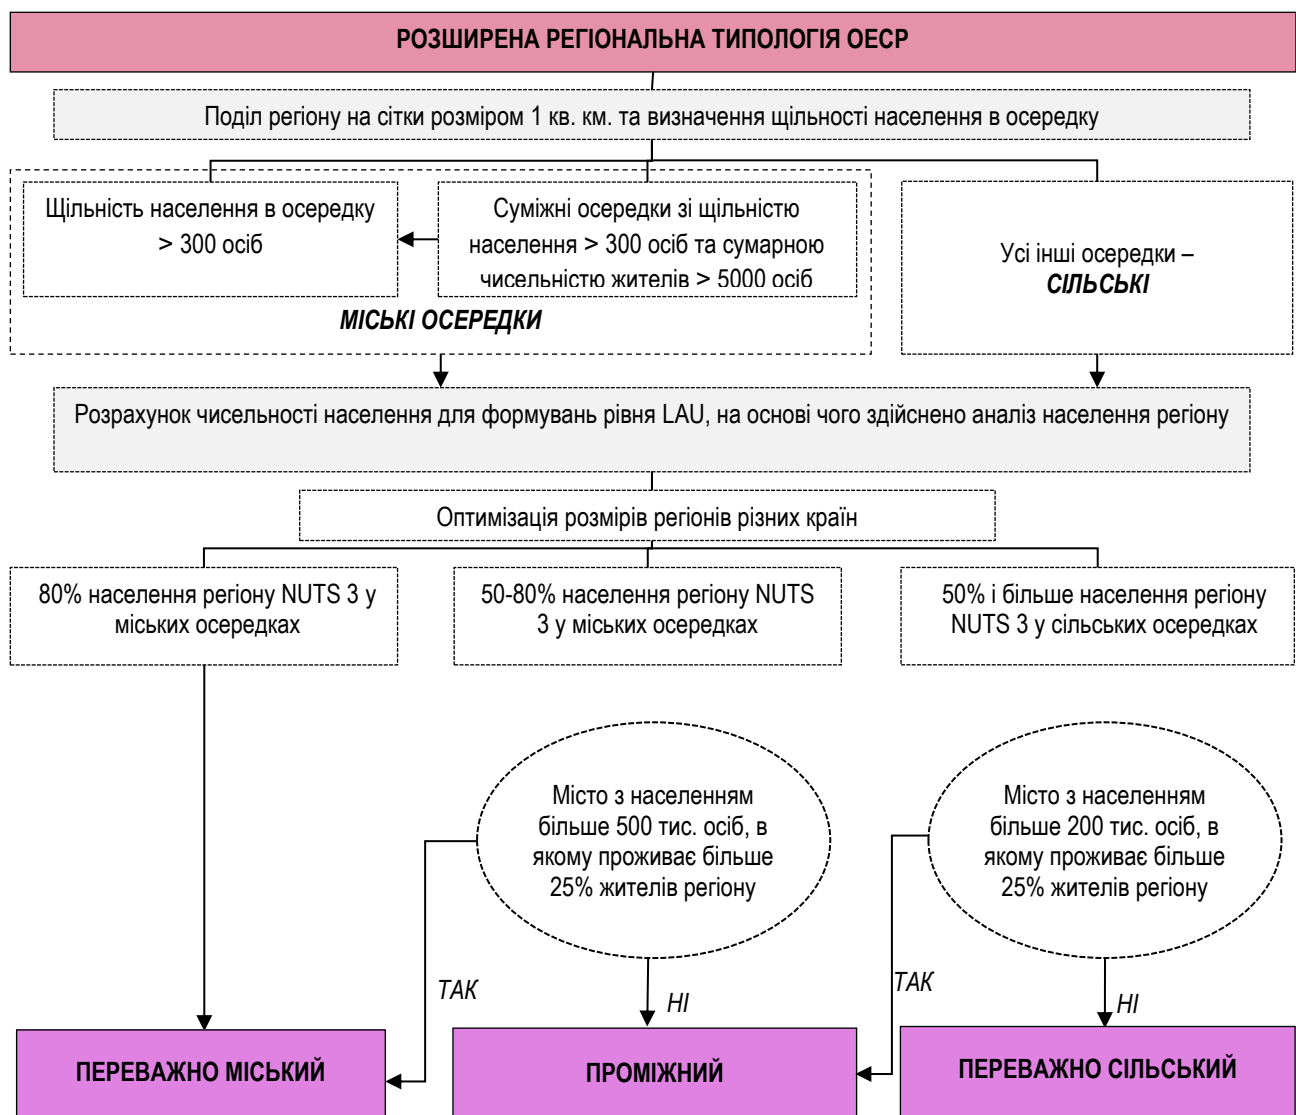 РОЗШИРЕНА РЕГІОНАЛЬНА ТИПОЛОГІЯ ОЕСР
Поділ регіону на сітки розміром 1 кв. км. та визначення щільності населення в осередку
Щільність населення в осередку
> 300 осіб
Суміжні осередки зі щільністю
населення > 300 осіб та сумарною
чисельністю жителів > 5000 осіб
МІСЬКІ ОСЕРЕДКИ
Усі інші осередки –
СІЛЬСЬКІ
Розрахунок чисельності населення для формувань рівня LAU, на основі чого здійснено аналіз населення регіону
Оптимізація розмірів регіонів різних країн
80% населення регіону NUTS 3 у
міських осередках
50-80% населення регіону NUTS
3 у міських осередках
50% і більше населення регіону
NUTS 3 у сільських осередках
Місто з населенням
більше 500 тис. осіб, в
якому проживає більше
25% жителів регіону
Місто з населенням
більше 200 тис. осіб, в
якому проживає більше
25% жителів регіону
ТАК
НІ
ТАК
НІ
ПЕРЕВАЖНО МІСЬКИЙ
ПРОМІЖНИЙ
ПЕРЕВАЖНО СІЛЬСЬКИЙ